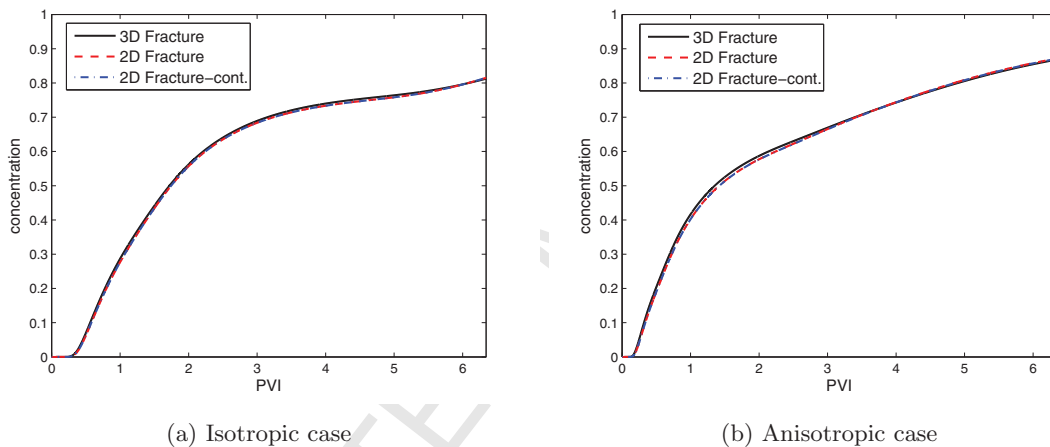 1
0.9
0.8
0.7
0.6
0.5
0.4
0.3
0.2
0.1
0
concentration
3D Fracture
2D Fracture
2D Fracture-cont.
0 1 2 3 4 5 6
PVI
(a) Isotropic case
1
0.9
0.8
0.7
0.6
0.5
0.4
0.3
0.2
0.1
0
concentration
3D Fracture
2D Fracture
2D Fracture-cont.
0 1 2 3 4 5 6
PVI
(b) Anisotropic case